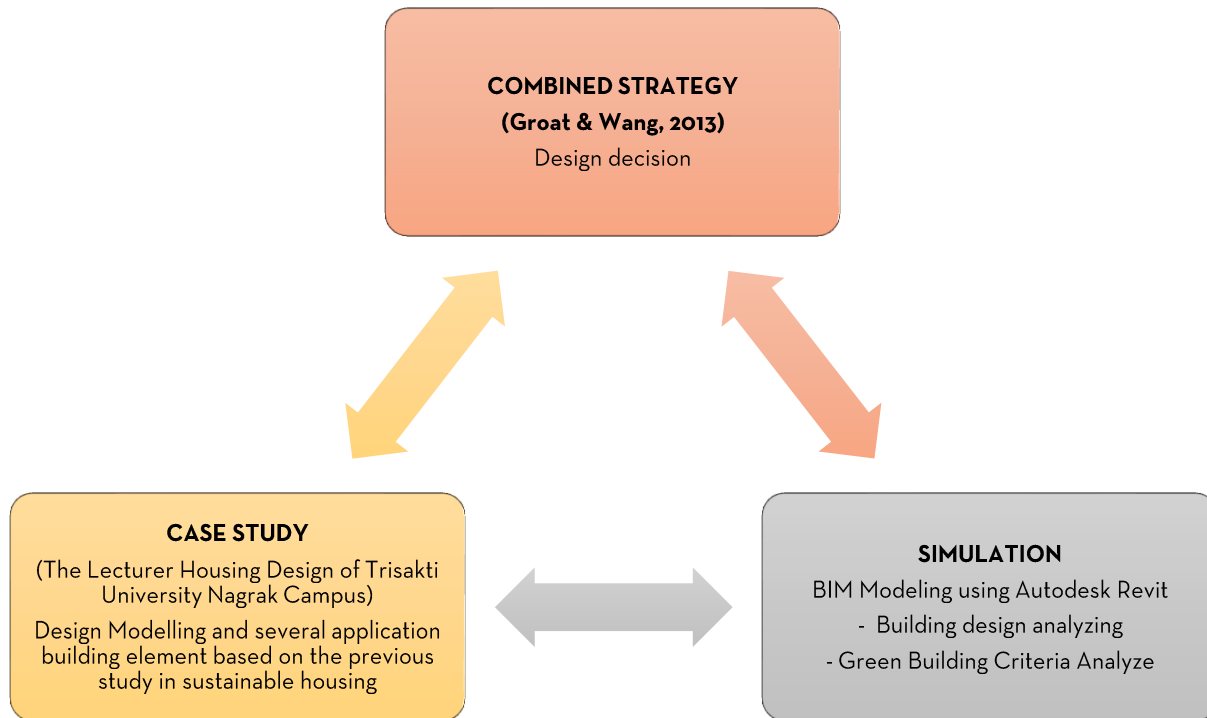 COMBINED STRATEGY
(Groat & Wang, 2013)
Design decision
CASE STUDY
(The Lecturer Housing Design of Trisakti
University Nagrak Campus)
Design Modelling and several application
building element based on the previous
study in sustainable housing
SIMULATION
BIM Modeling using Autodesk Revit
- Building design analyzing
- Green Building Criteria Analyze